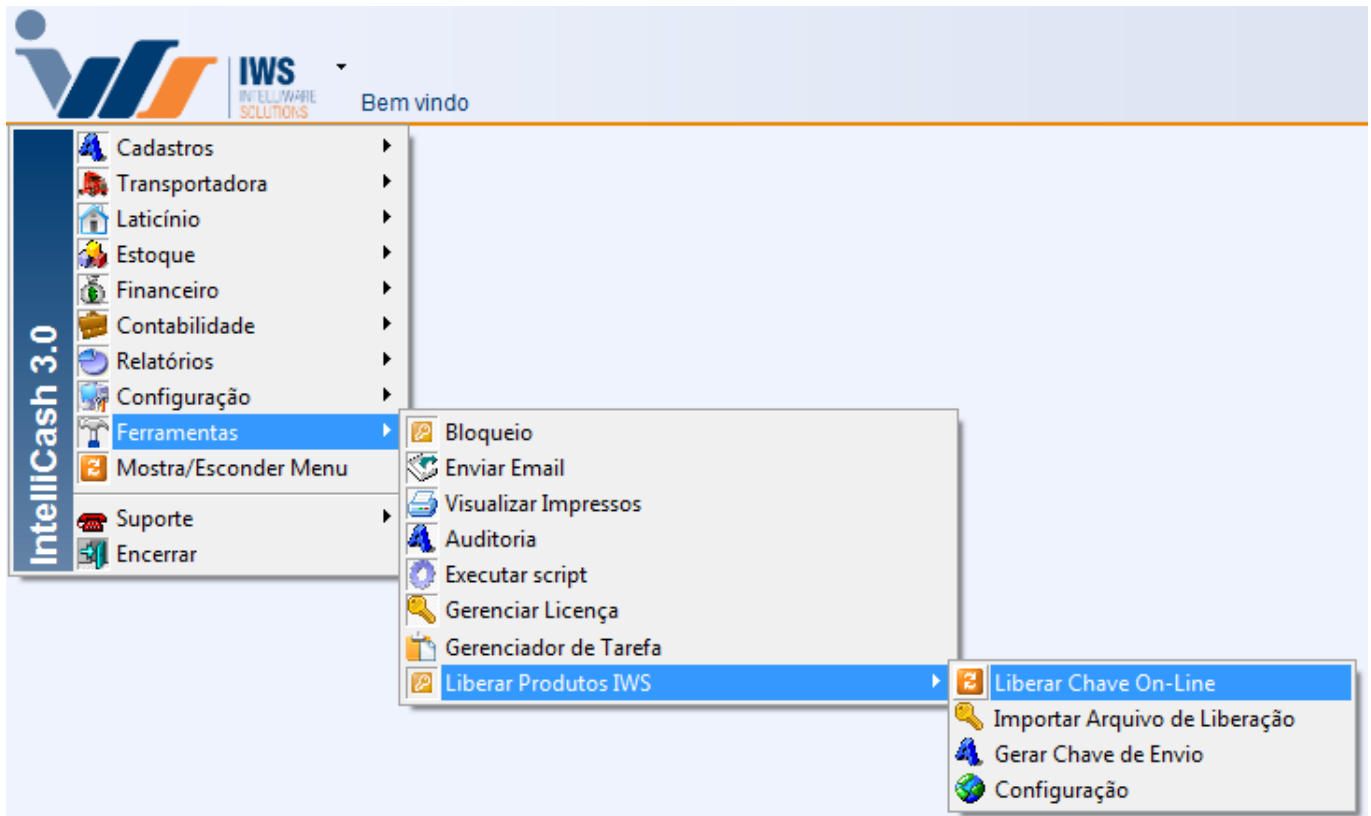 IWS
INTELLIWARE
SOLUTIONS
Bem vindo
IntelliCash 3.0
Cadastros
Transportadora
Laticínio
Estoque
Financeiro
Contabilidade
Relatórios
Configuração
Ferramentas
Mostra/Esconder Menu
Suporte
Encerrar
Bloqueio
Enviar Email
Visualizar Impressos
Auditoria
Executar script
Gerenciar Licença
Gerenciador de Tarefa
Liberar Produtos IWS
Liberar Chave On-Line
Importar Arquivo de Liberação
Gerar Chave de Envio
Configuração